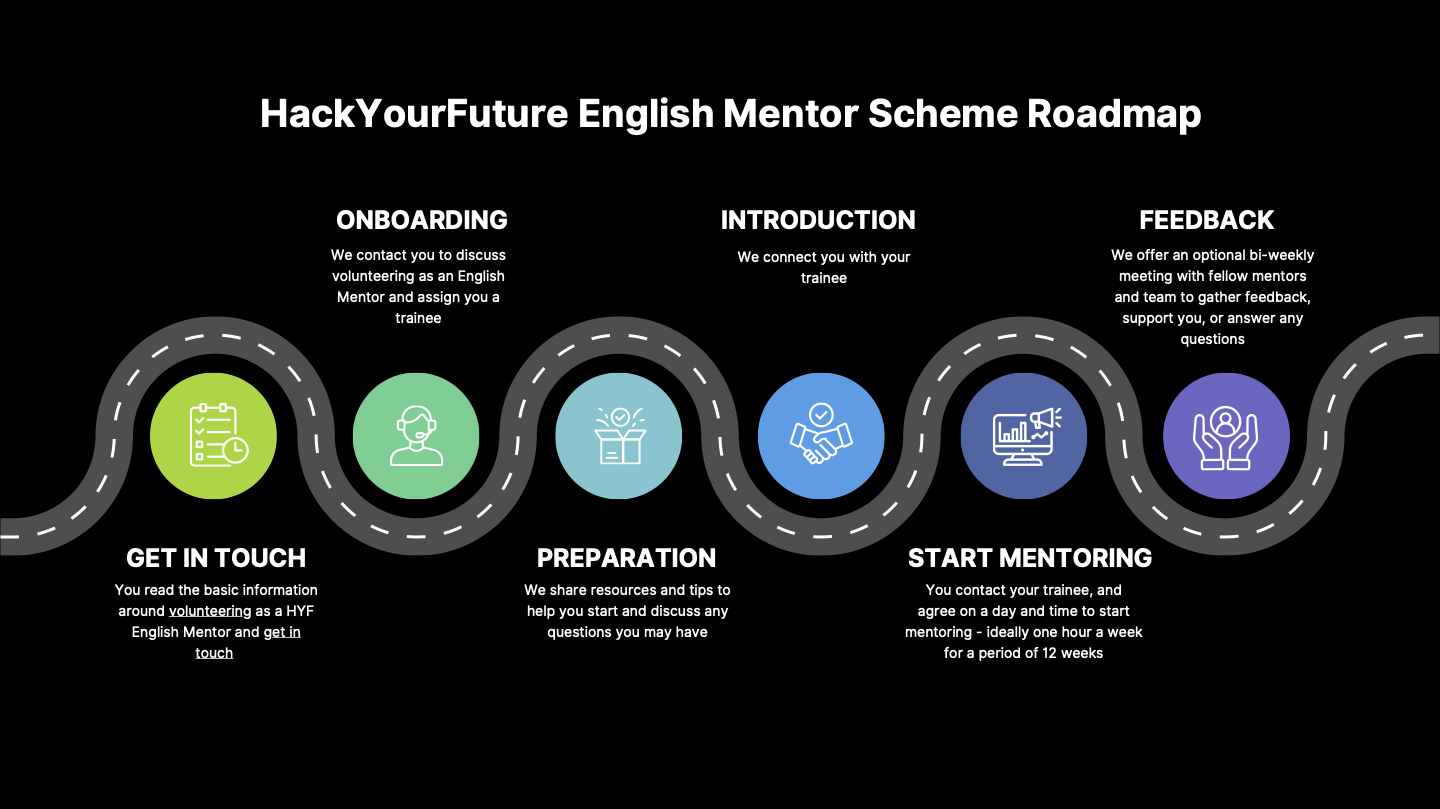 HackYourFuture English Mentor Scheme Roadmap
GET IN TOUCH
You read the basic information
around volunteering as a HYF
English Mentor and get in
touch
ONBOARDING
We contact you to discuss
volunteering as an English
Mentor and assign you a
trainee
PREPARATION
We share resources and tips to
help you start and discuss any
questions you may have
INTRODUCTION
We connect you with your
trainee
START MENTORING
You contact your trainee, and
agree on a day and time to start
mentoring - ideally one hour a week
for a period of 12 weeks
FEEDBACK
We offer an optional bi-weekly
meeting with fellow mentors
and team to gather feedback,
support you, or answer any
questions